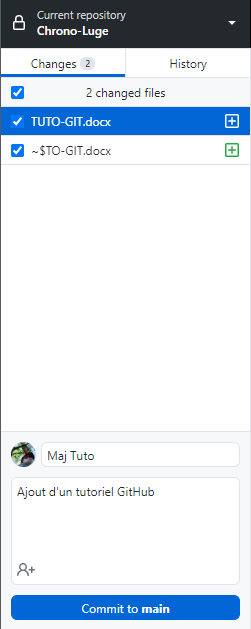 Current repository
Chrono-Luge
Changes 2
History
2 changed files
TUTO-GIT.docx
~$TO-GIT.docx
Maj Tuto
Ajout d'un tutoriel GitHub
Commit to main